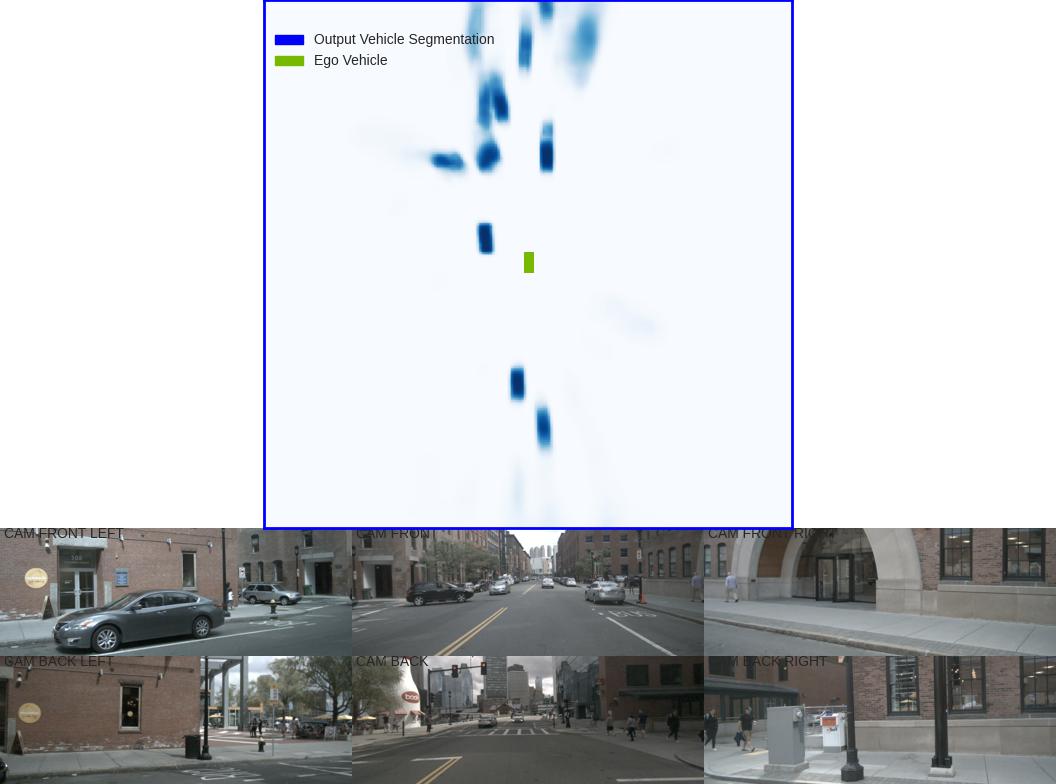 Output Vehicle Segmentation
Ego Vehicle
CAM FRONT LEFT
CAM FRONT
CAM FRONT RIGHT
CAM BACK LEFT
CAM BACK
CAM BACK RIGHT